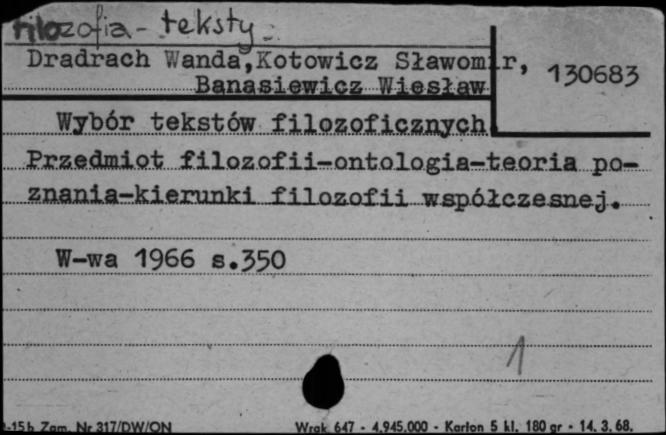 filozofia - teksty
Dradrach Wanda,Kotowicz Sławomir,
130683
Banasiewicz Wiesław
Wybór tekstów filozoficznych
Przedmiot filozofii-ontologia-teoria po-
znania-kierunki filozofii współczesnej.
W-wa 1966 s.350
1
-15b Zam. Nr 317/DW/ON Wrak 647 - 4.945.000 - Karton 5 kl. 180 gr - 14. 3. 68.